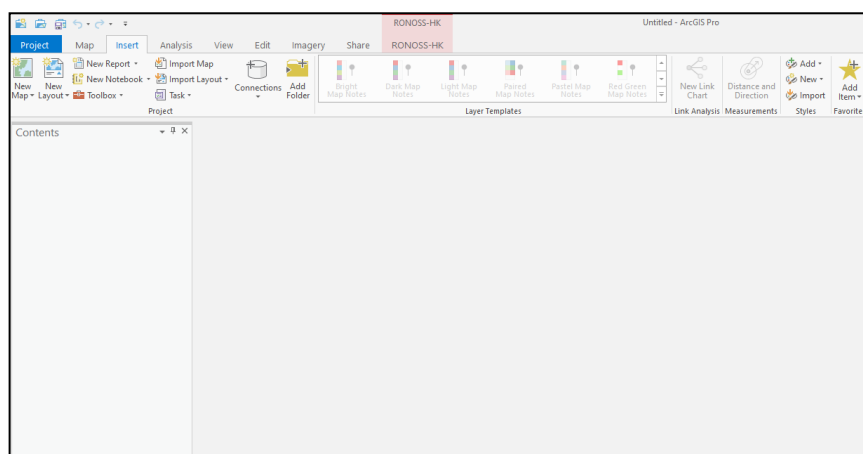 RONOSS-HK
Untitled - ArcGIS Pro
Project Map Insert Analysis View Edit Imagery Share RONOSS-HK
New Map
New Layout
New Report
New Notebook
Toolbox
Import Map
Import Layout
Task
Connections
Add Folder
Project
Bright Map Notes
Dark Map Notes
Light Map Notes
Paired Map Notes
Pastel Map Notes
Red Green Map Notes
Layer Templates
New Link Chart
Link Analysis
Distance and Direction
Measurements
Add
New
Import
Styles
Add Item
Favorite
Contents